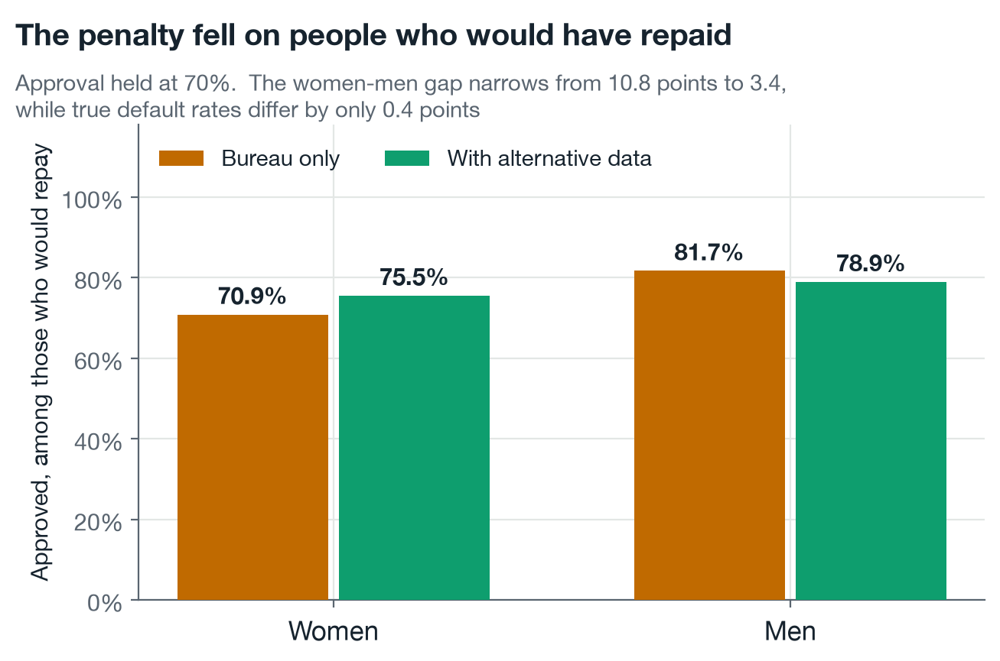 The penalty fell on people who would have repaid
Approval held at 70%.  The women-men gap narrows from 10.8 points to 3.4,
while true default rates differ by only 0.4 points
Approved, among those who would repay
Bureau only
With alternative data
100%
80%
60%
40%
20%
0%
70.9%
75.5%
81.7%
78.9%
Women
Men